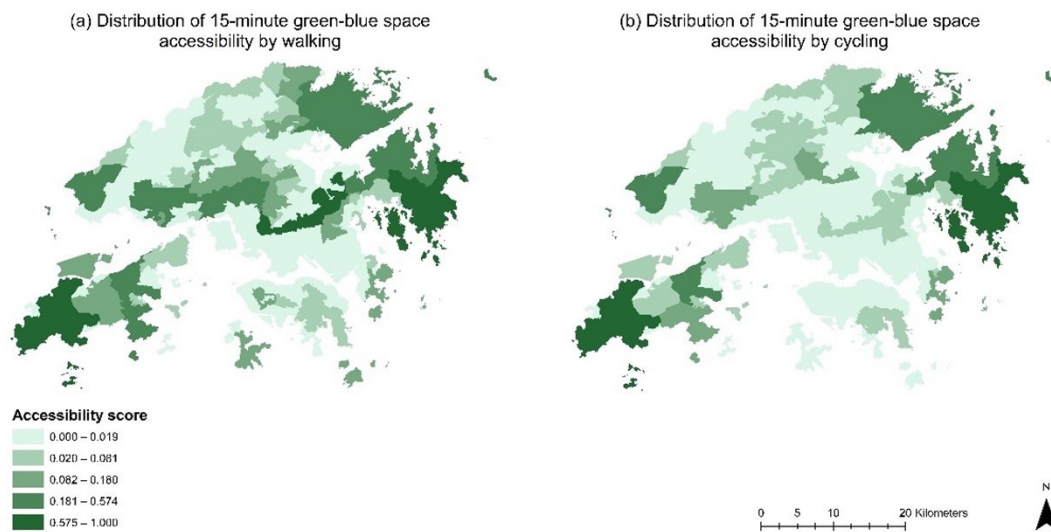 (a) Distribution of 15-minute green-blue space
accessibility by walking
(b) Distribution of 15-minute green-blue space
accessibility by cycling
Accessibility score
0.000 – 0.019
0.020 – 0.081
0.082 – 0.180
0.181 – 0.574
0.575 – 1.000
0 5 10 20 Kilometers
N